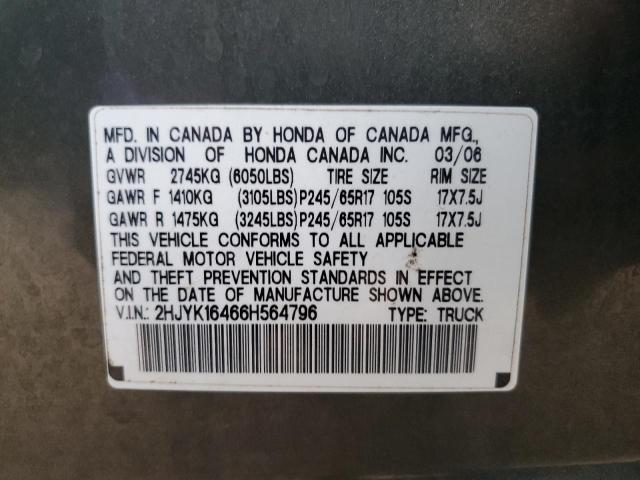 MFD. IN CANADA BY HONDA OF CANADA MFG.,
A DIVISION OF HONDA CANADA INC. 03/06
GVWR 2745KG (6050LBS) TIRE SIZE RIM SIZE
GAWR F 1410KG (3105LBS)P245/65R17 105S 17X7.5J
GAWR R 1475KG (3245LBS)P245/65R17 105S 17X7.5J
THIS VEHICLE CONFORMS TO ALL APPLICABLE
FEDERAL MOTOR VEHICLE SAFETY
AND THEFT PREVENTION STANDARDS IN EFFECT
ON THE DATE OF MANUFACTURE SHOWN ABOVE.
V.I.N.: 2HJYK16466H564796 TYPE: TRUCK